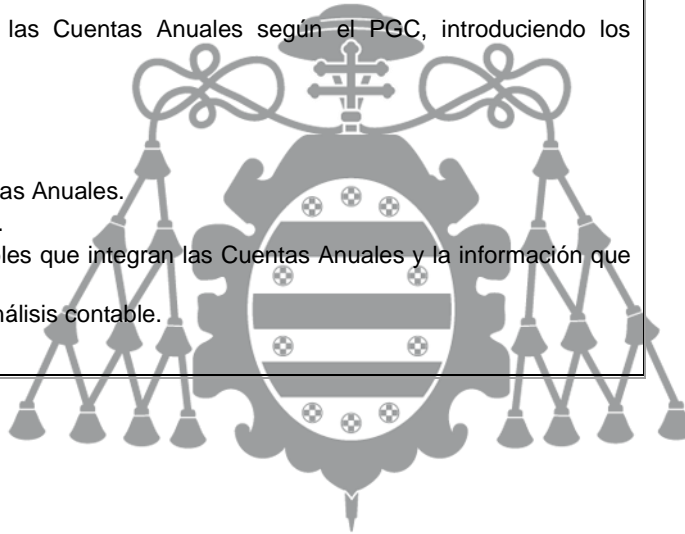 las Cuentas Anuales según el PGC, introduciendo los
as Anuales.
.
les que integran las Cuentas Anuales y la información que
nálisis contable.